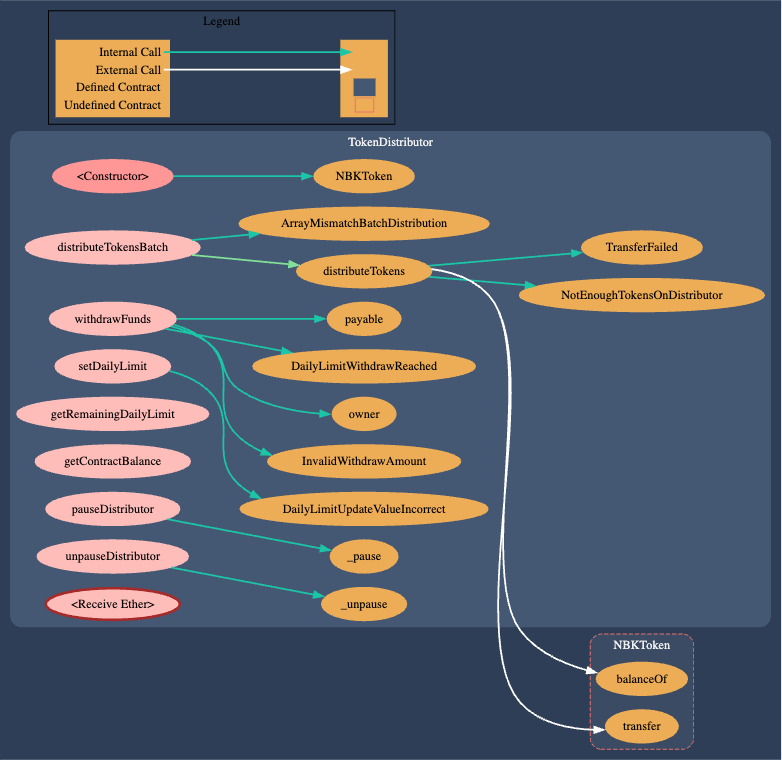 Legend
Internal Call
External Call
Defined Contract
Undefined Contract
TokenDistributor
<Constructor>
NBKToken
ArrayMismatchBatchDistribution
distributeTokensBatch
TransferFailed
distributeTokens
NotEnoughTokensOnDistributor
withdrawFunds
payable
setDailyLimit
DailyLimitWithdrawReached
getRemainingDailyLimit
owner
getContractBalance
InvalidWithdrawAmount
pauseDistributor
DailyLimitUpdateValueIncorrect
unpauseDistributor
_pause
<Receive Ether>
_unpause
NBKToken
balanceOf
transfer